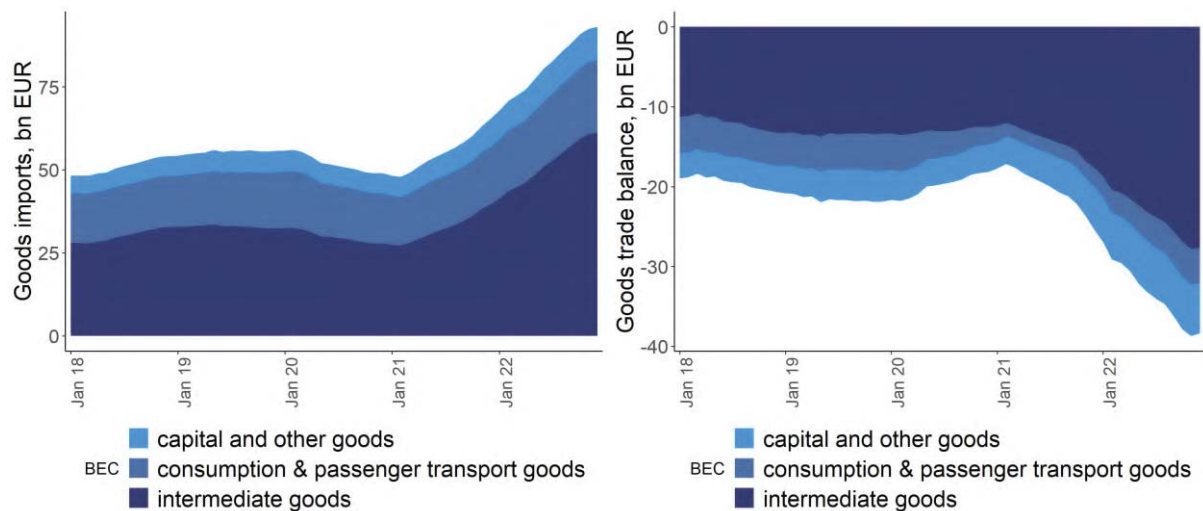 Goods imports, bn EUR
75
50
25
0
Jan 18
Jan 19
Jan 20
Jan 21
Jan 22
BEC
capital and other goods
consumption & passenger transport goods
intermediate goods
Goods trade balance, bn EUR
0
-10
-20
-30
-40
Jan 18
Jan 19
Jan 20
Jan 21
Jan 22
BEC
capital and other goods
consumption & passenger transport goods
intermediate goods